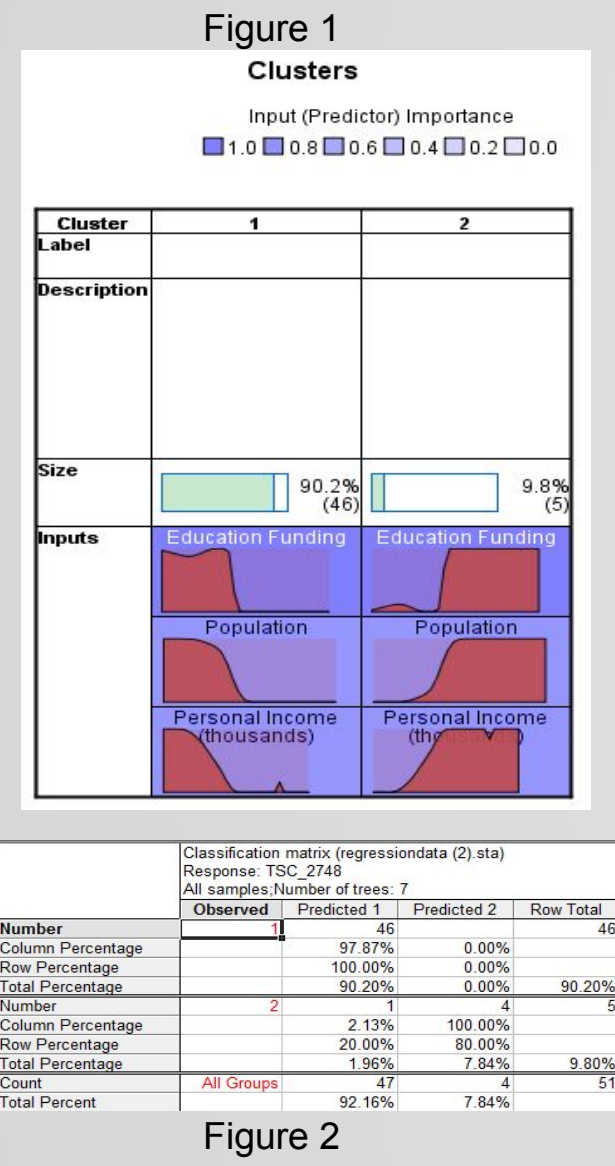 Figure 1
Clusters
Input (Predictor) Importance
1.0 0.8 0.6 0.4 0.2 0.0
Cluster 1 2
Label
Description
Size 90.2% (46) 9.8% (5)
Inputs
Education Funding Education Funding
Population Population
Personal Income (thousands) Personal Income (thousands)
Classification matrix (regressiondata (2).sta)
Response: TSC_2748
All samples;Number of trees: 7
Observed Predicted 1 Predicted 2 Row Total
Number 1 46 46
Column Percentage 97.87% 0.00%
Row Percentage 100.00% 0.00%
Total Percentage 90.20% 0.00% 90.20%
Number 2 1 4 5
Column Percentage 2.13% 100.00%
Row Percentage 20.00% 80.00%
Total Percentage 1.96% 7.84% 9.80%
Count All Groups 47 4 51
Total Percent 92.16% 7.84%
Figure 2